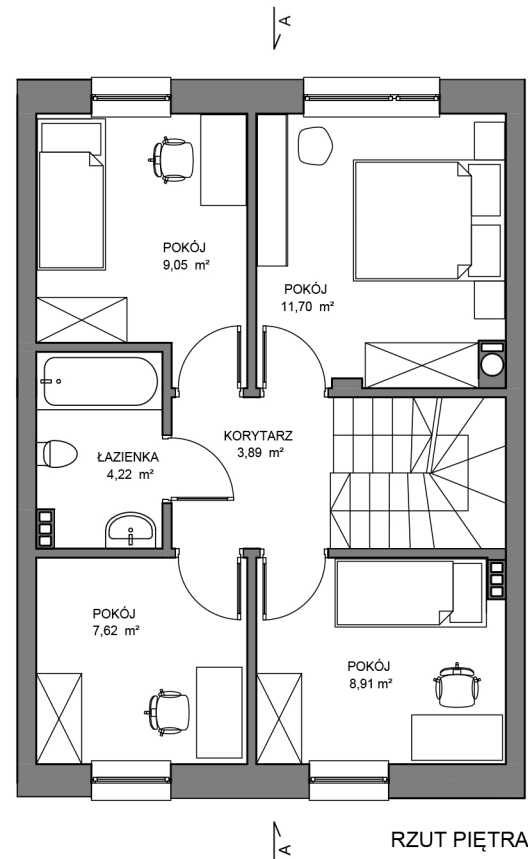 A
POKÓJ
9,05 m²
POKÓJ
11,70 m²
KORYTARZ
3,89 m²
ŁAZIENKA
4,22 m²
POKÓJ
7,62 m²
POKÓJ
8,91 m²
A
RZUT PIĘTRA